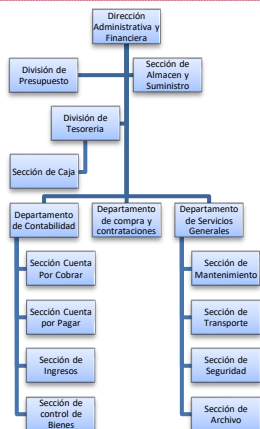 Dirección
Administrativa y
Financiera
División de
Presupuesto
Sección de
Almacen y
Suministro
División de
Tesoreria
Sección de Caja
Departamento
de Contabilidad
Departamento
de compra y
contrataciones
Departamento
de Servicios
Generales
Sección Cuenta
Por Cobrar
Sección de
Mantenimiento
Sección Cuenta
por Pagar
Sección de
Transporte
Sección de
Ingresos
Sección de
Seguridad
Sección de
control de
Bienes
Sección de
Archivo